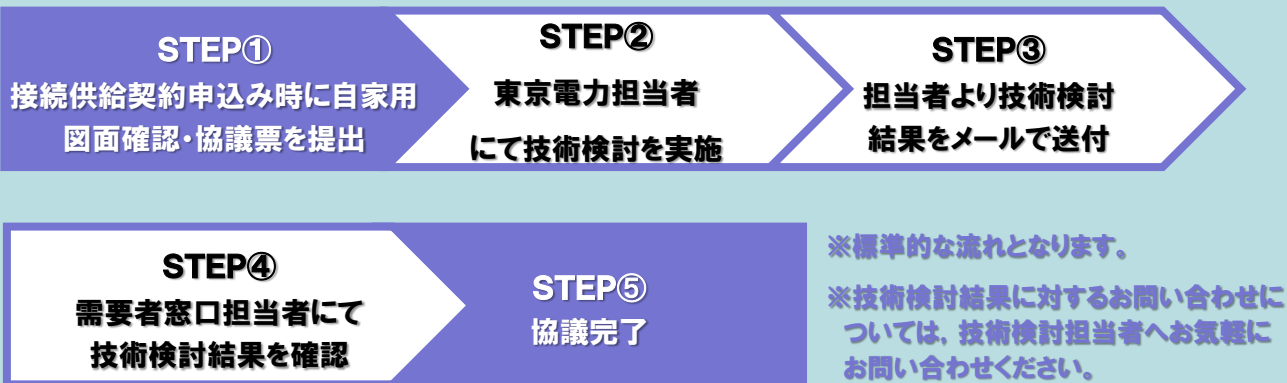 STEP①
接続供給契約申込み時に自家用
図面確認・協議票を提出
STEP②
東京電力担当者
にて技術検討を実施
STEP③
担当者より技術検討
結果をメールで送付
STEP④
需要者窓口担当者にて
技術検討結果を確認
STEP⑤
協議完了
※標準的な流れとなります。
※技術検討結果に対するお問い合わせに
ついては，技術検討担当者へお気軽に
お問い合わせください。